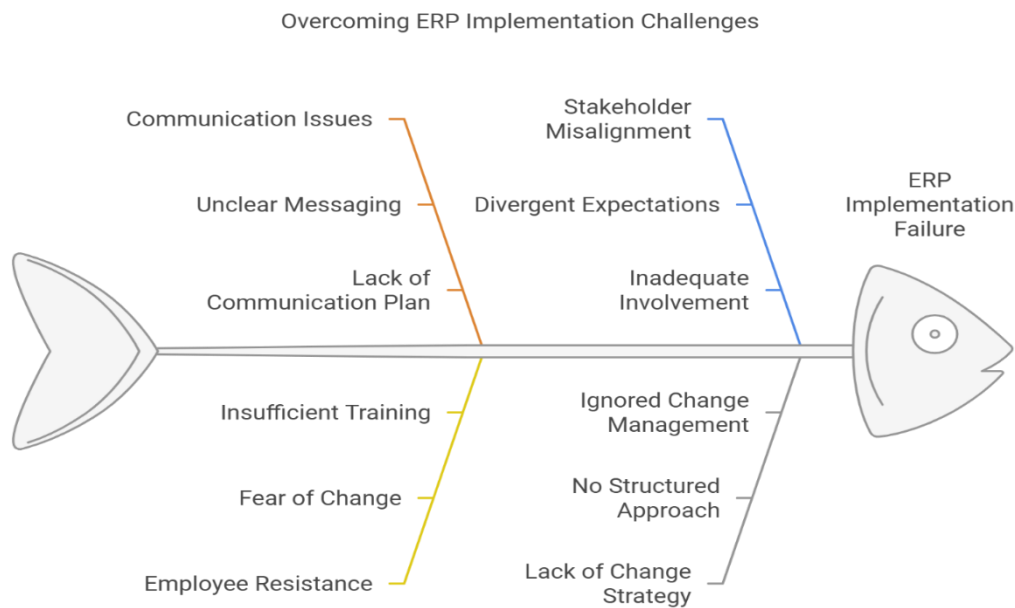 Overcoming ERP Implementation Challenges
Communication Issues
Unclear Messaging
Lack of
Communication Plan
Stakeholder
Misalignment
Divergent Expectations
Inadequate
Involvement
ERP
Implementation
Failure
Insufficient Training
Fear of Change
Employee Resistance
Ignored Change
Management
No Structured
Approach
Lack of Change
Strategy